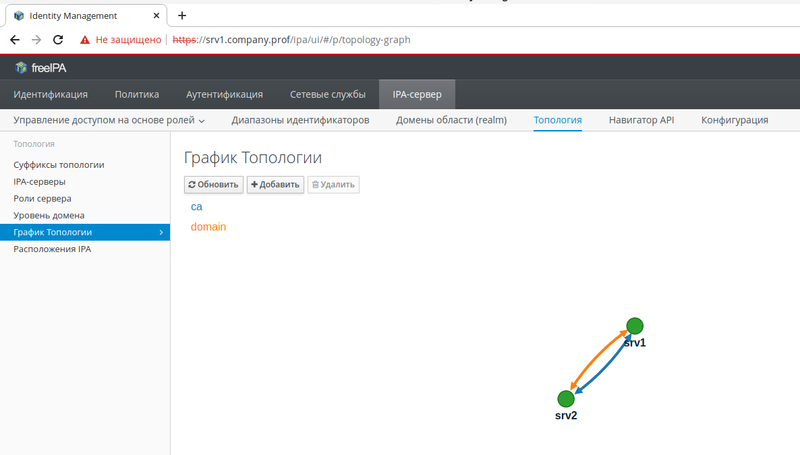 Identity Management
Не защищено https://srv1.company.prof/ipa/ui/#/p/topology-graph
freeIPA
Идентификация Политика Аутентификация Сетевые службы IPA-сервер
Управление доступом на основе ролей Диапазоны идентификаторов Домены области (realm) Топология Навигатор API Конфигурация
Топология
Суффиксы топологии
IPA-серверы
Роли сервера
Уровень домена
График Топологии
Расположения IPA
График Топологии
Обновить Добавить Удалить
ca
domain
srv1
srv2